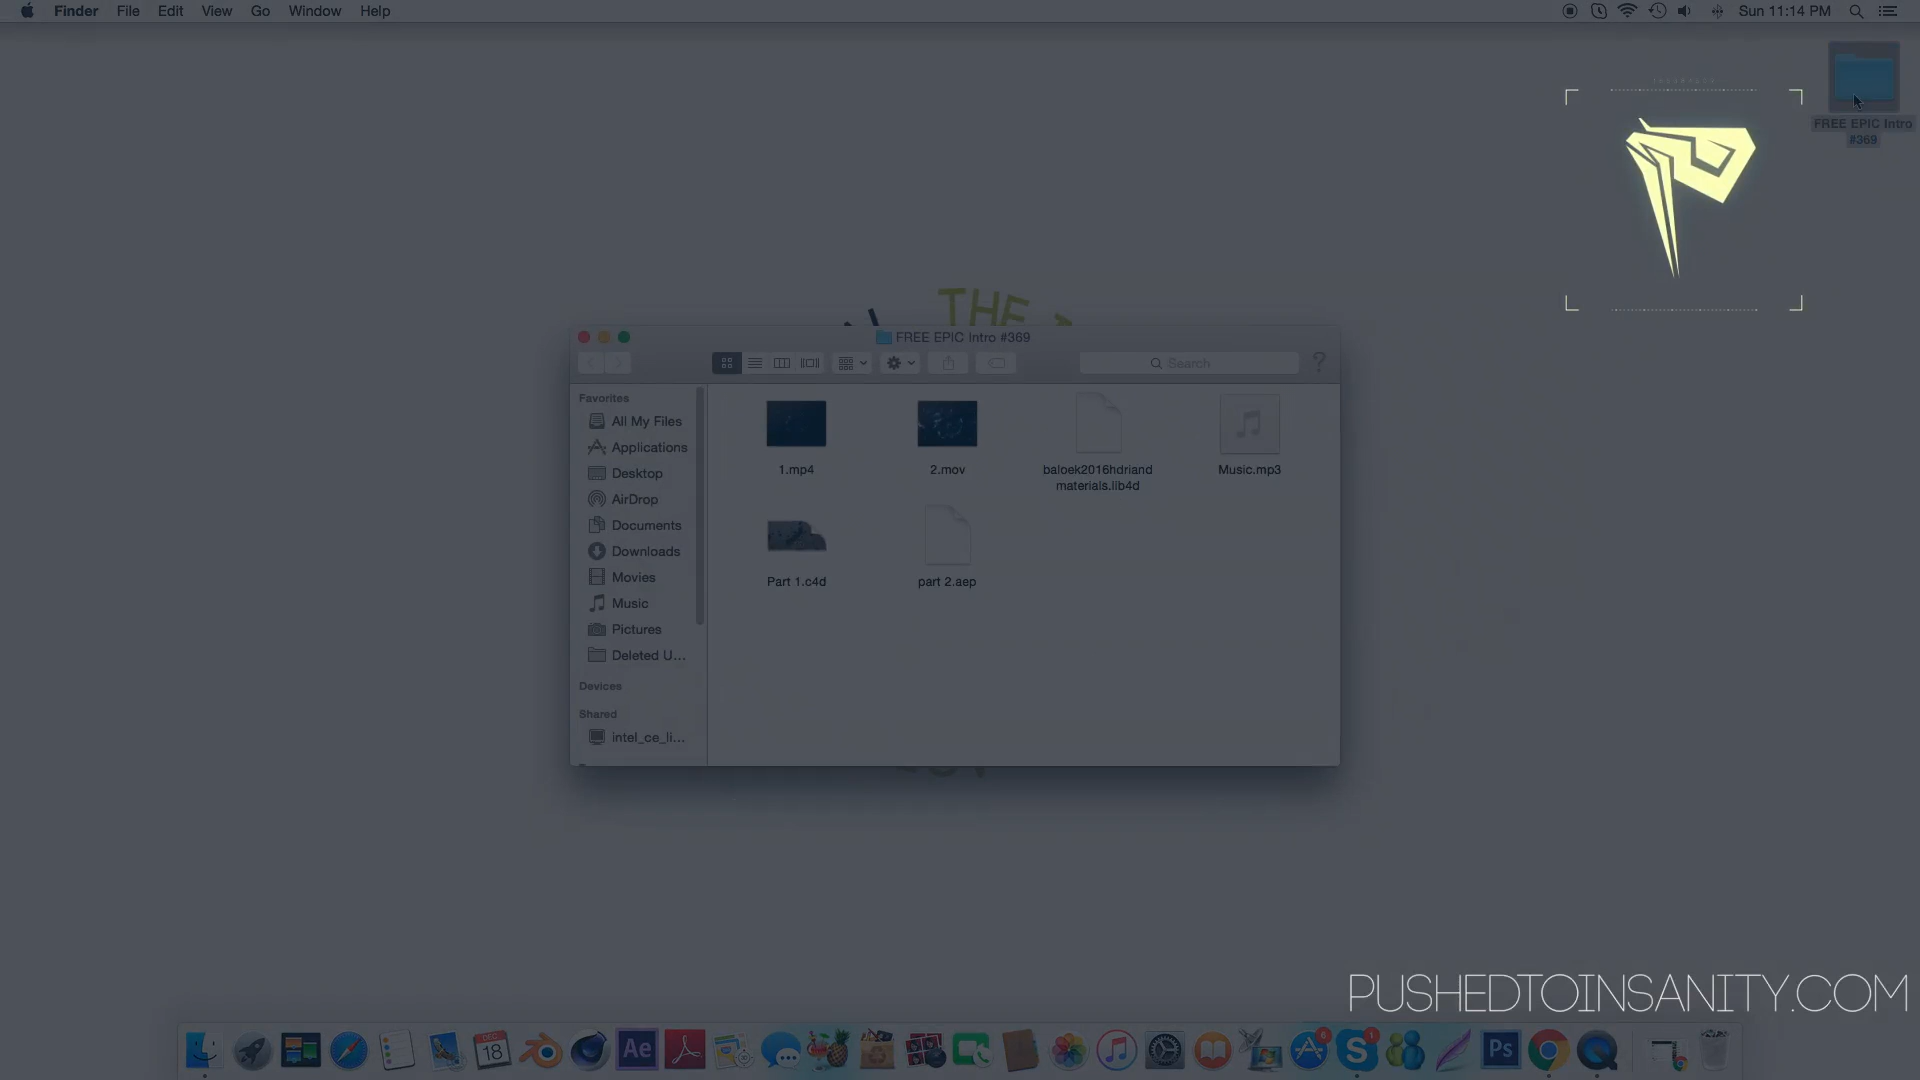 Finder File Edit View Go Window Help
Sun 11:14 PM
FREE EPIC Intro
#369
THE
FREE EPIC Intro #369
Search
?
Favorites
All My Files
Applications
Desktop
AirDrop
Documents
Downloads
Movies
Music
Pictures
Deleted U...
Devices
Shared
intel_ce_li...
1.mp4
2.mov
baloek2016hdriand
materials.lib4d
Music.mp3
Part 1.c4d
part 2.aep
PUSHEDTOINSANITY.COM
DEC
18
Ae
6
1
Ps